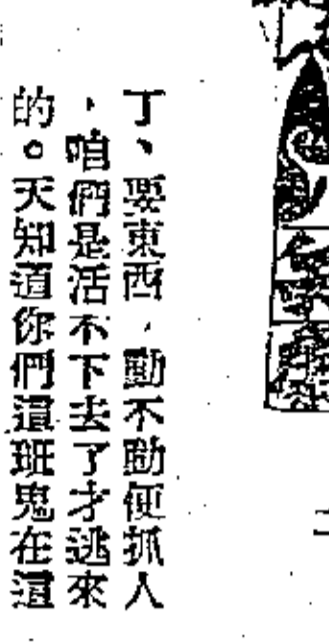 丁、要東西，動不動便抓人
，咱們是活不下去了才逃來
的。天知道你們這班鬼在這